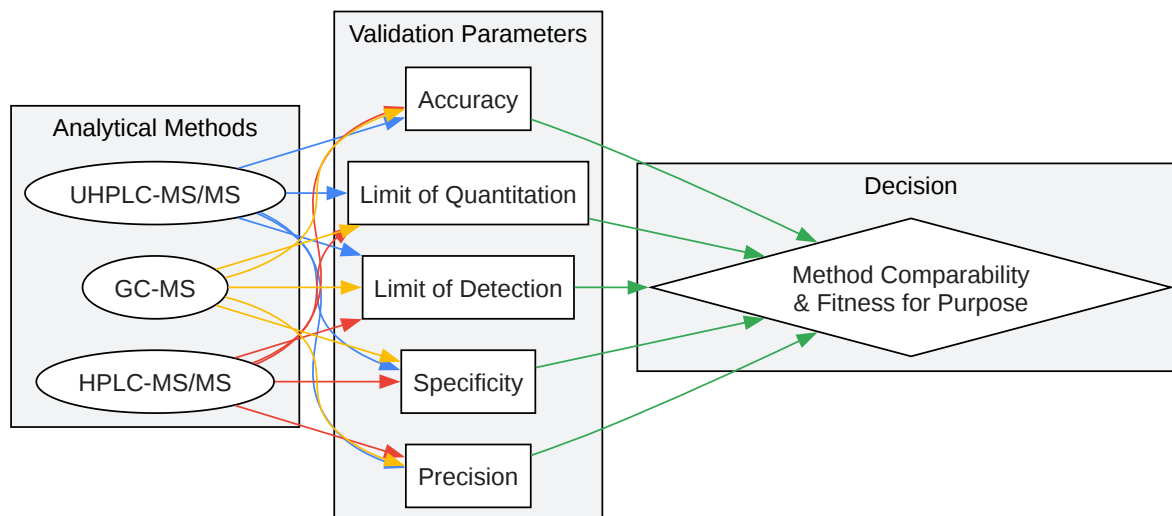 Analytical Methods
UHPLC-MS/MS
GC-MS
HPLC-MS/MS
Validation Parameters
Accuracy
Limit of Quantitation
Limit of Detection
Specificity
Precision
Decision
Method Comparability
& Fitness for Purpose